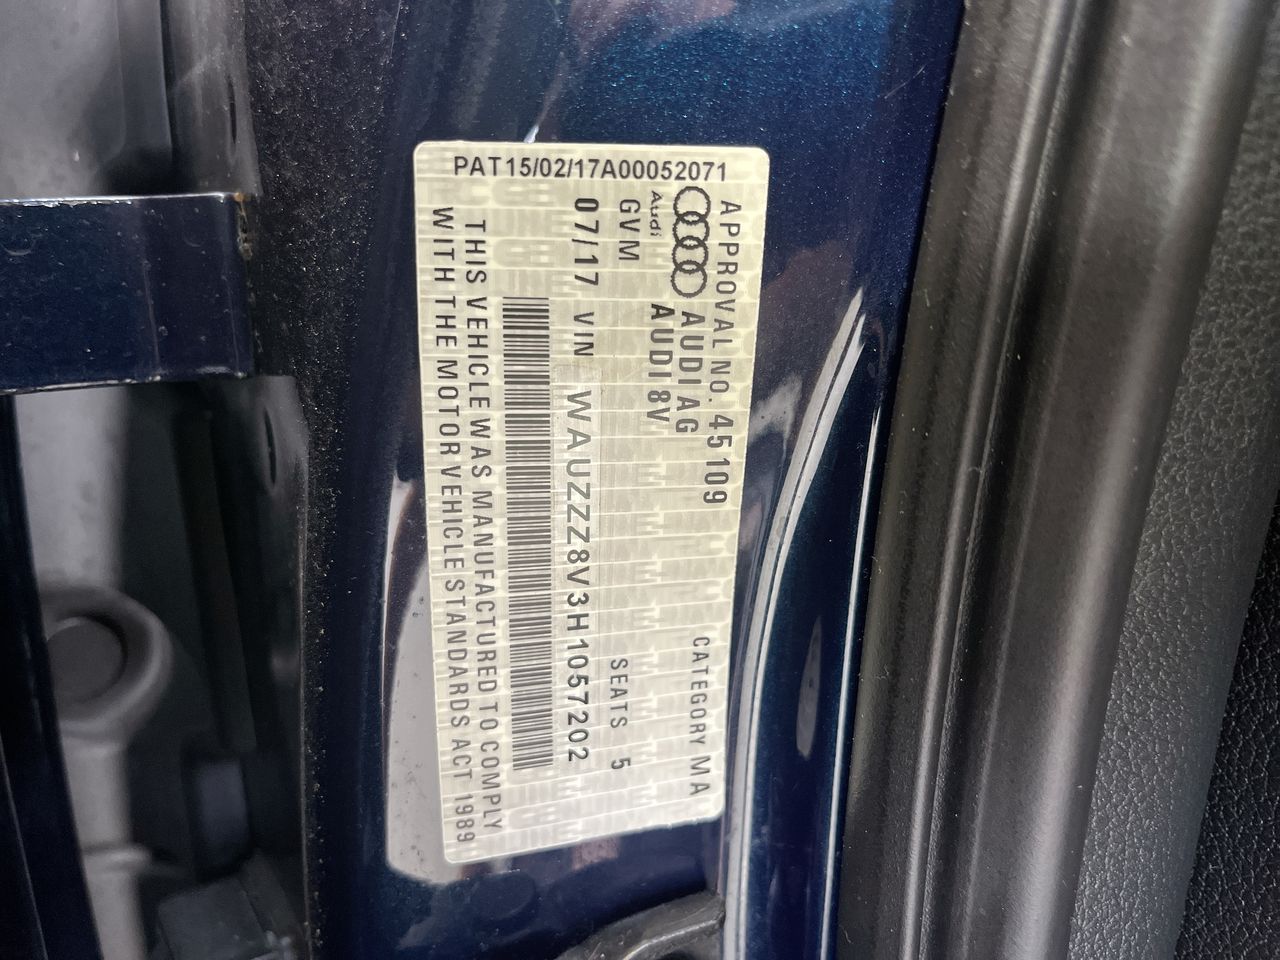 PAT15/02/17A00052071
APPROVAL NO. 45109
CATEGORY MA
AUDI AG
Audi
AUDI 8V
GVM
SEATS 5
07/17 VIN WAUZZZ8V3H1057202
THIS VEHICLE WAS MANUFACTURED TO COMPLY
WITH THE MOTOR VEHICLE STANDARDS ACT 1989